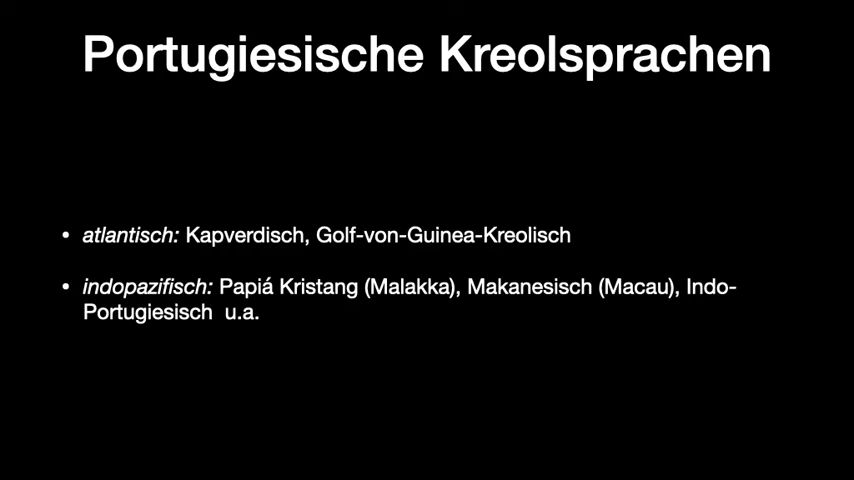 Portugiesische Kreolsprachen
• atlantisch: Kapverdisch, Golf-von-Guinea-Kreolisch
• indopazifisch: Papiá Kristang (Malakka), Makanesisch (Macau), Indo-
Portugiesisch u.a.